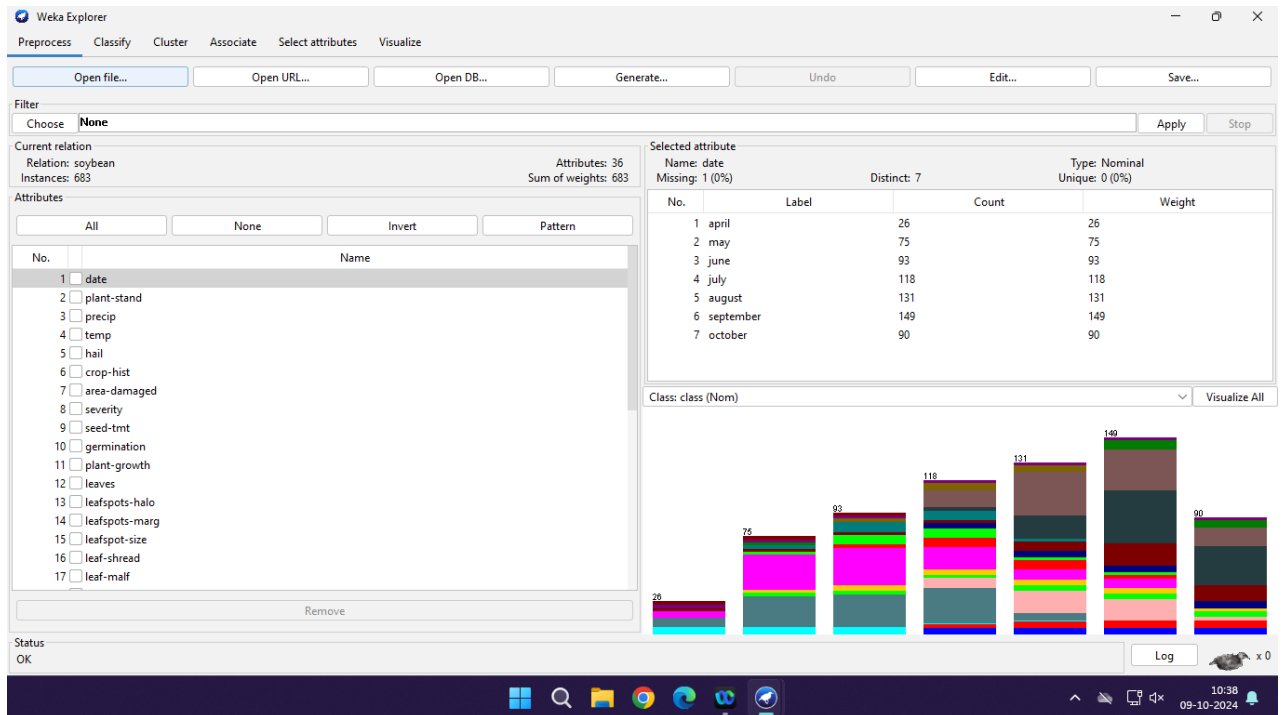 Weka Explorer
Preprocess Classify Cluster Associate Select attributes Visualize
Open file... Open URL... Open DB... Generate... Undo Edit... Save...
Filter
Choose None Apply Stop
Current relation
Relation: soybean Attributes: 36
Instances: 683 Sum of weights: 683
Attributes
All None Invert Pattern
No. Name
1 date
2 plant-stand
3 precip
4 temp
5 hail
6 crop-hist
7 area-damaged
8 severity
9 seed-tmt
10 germination
11 plant-growth
12 leaves
13 leafspots-halo
14 leafspots-marg
15 leafspot-size
16 leaf-shread
17 leaf-malf
Remove
Selected attribute
Name: date Type: Nominal
Missing: 1 (0%) Distinct: 7 Unique: 0 (0%)
No. Label Count Weight
1 april 26 26
2 may 75 75
3 june 93 93
4 july 118 118
5 august 131 131
6 september 149 149
7 october 90 90
Class: class (Nom) Visualize All
26 75 93 118 131 149 90
Status
OK
Log x 0
10:38
09-10-2024